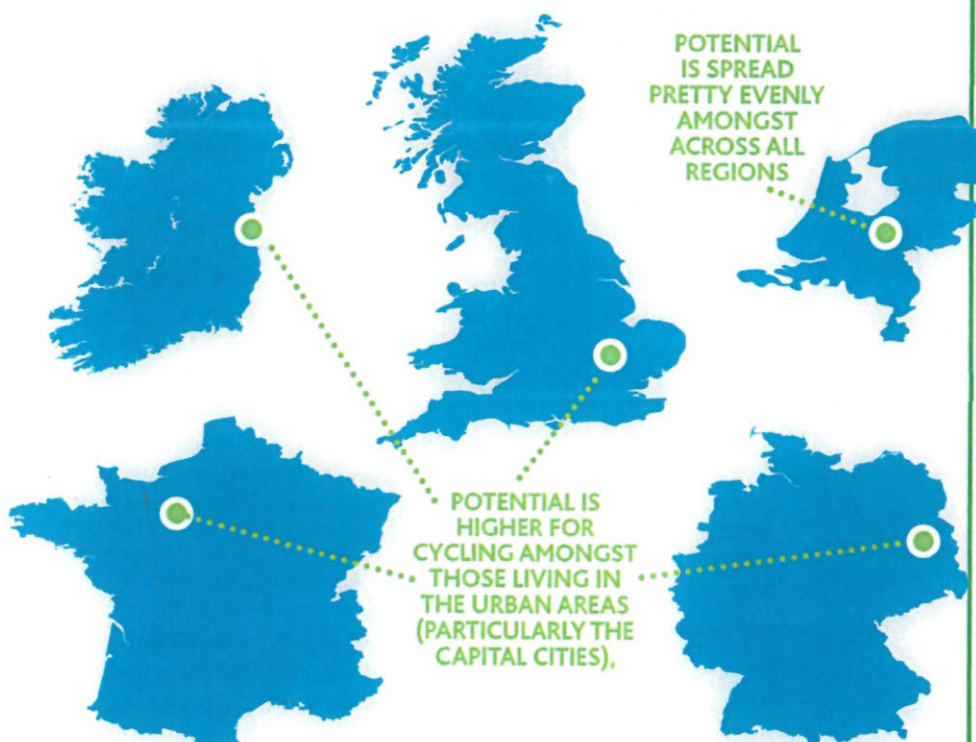 POTENTIAL
IS SPREAD
PRETTY EVENLY
AMONGST
ACROSS ALL
REGIONS
POTENTIAL IS
HIGHER FOR
CYCLING AMONGST
THOSE LIVING IN
THE URBAN AREAS
(PARTICULARLY THE
CAPITAL CITIES),